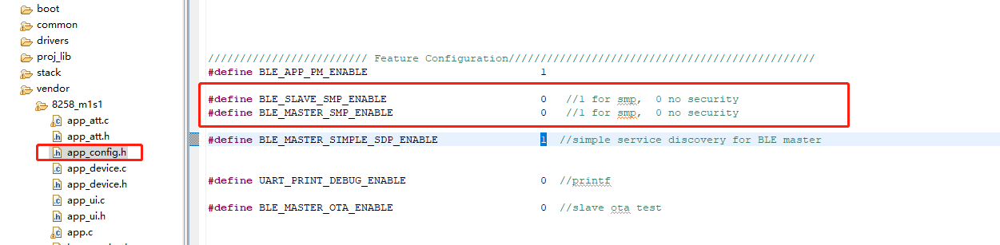 boot
common
drivers
proj_lib
stack
vendor
8258_m1s1
app_att.c
app_att.h
app_config.h
app_device.c
app_device.h
app_ui.c
app_ui.h
app.c
///////////////////////// Feature Configuration////////////////////////////////////////////////
#define BLE_APP_PM_ENABLE 1
#define BLE_SLAVE_SMP_ENABLE 0 //1 for smp, 0 no security
#define BLE_MASTER_SMP_ENABLE 0 //1 for smp, 0 no security
#define BLE_MASTER_SIMPLE_SDP_ENABLE 1 //simple service discovery for BLE master
#define UART_PRINT_DEBUG_ENABLE 0 //printf
#define BLE_MASTER_OTA_ENABLE 0 //slave ota test